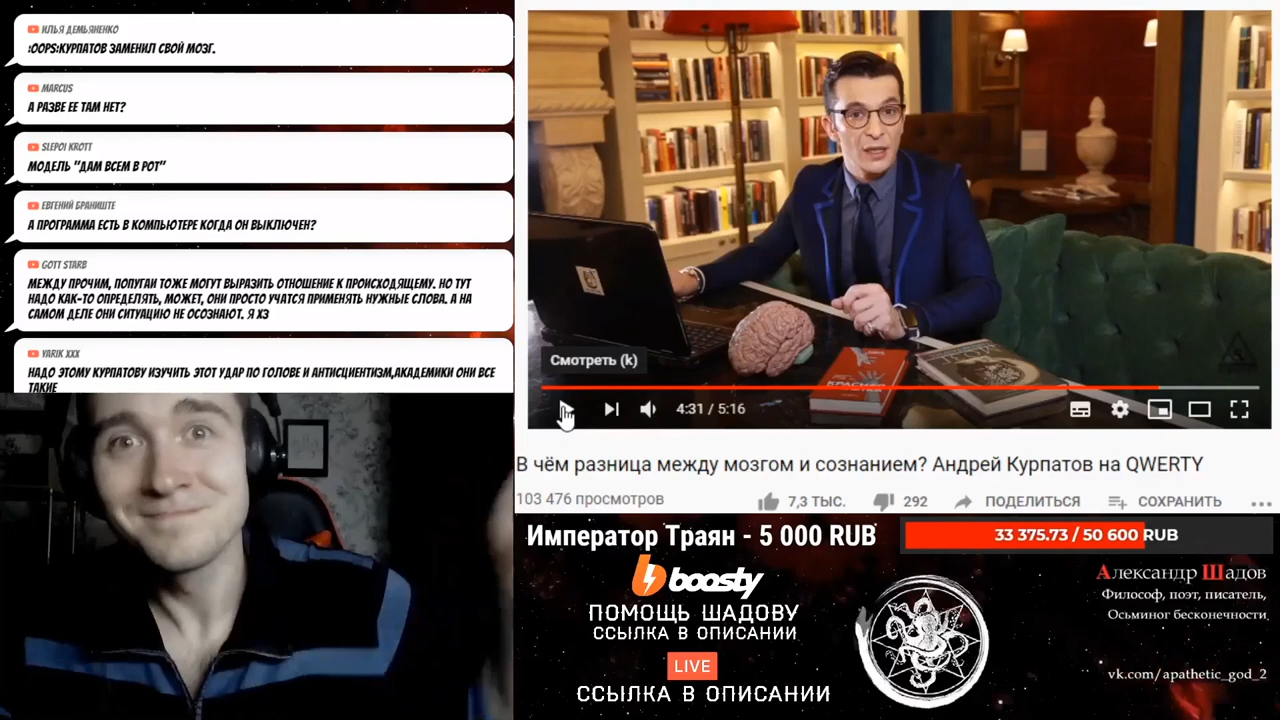 ИЛЬЯ ДЕМЬЯНЕНКО
:OOPS:КУРПАТОВ ЗАМЕНИЛ СВОЙ МОЗГ.
MARCUS
А РАЗВЕ ЕЕ ТАМ НЕТ?
SLEPOI KROTT
МОДЕЛЬ "ДАМ ВСЕМ В РОТ"
ЕВГЕНИЙ БРАНИШТЕ
А ПРОГРАММА ЕСТЬ В КОМПЬЮТЕРЕ КОГДА ОН ВЫКЛЮЧЕН?
GOTT STARB
МЕЖДУ ПРОЧИМ, ПОПУГАИ ТОЖЕ МОГУТ ВЫРАЗИТЬ ОТНОШЕНИЕ К ПРОИСХОДЯЩЕМУ. НО ТУТ
НАДО КАК-ТО ОПРЕДЕЛЯТЬ, МОЖЕТ, ОНИ ПРОСТО УЧАТСЯ ПРИМЕНЯТЬ НУЖНЫЕ СЛОВА. А НА
САМОМ ДЕЛЕ ОНИ СИТУАЦИЮ НЕ ОСОЗНАЮТ. Я ХЗ
YARIK XXX
НАДО ЭТОМУ КУРПАТОВУ ИЗУЧИТЬ ЭТОТ УДАР ПО ГОЛОВЕ И АНТИСЦИЕНТИЗМ,АКАДЕМИКИ ОНИ ВСЕ
ТАКИЕ
Смотреть (k)
4:31 / 5:16
В чём разница между мозгом и сознанием? Андрей Курпатов на QWERTY
103 476 просмотров
7,3 ТЫС.
292
ПОДЕЛИТЬСЯ
СОХРАНИТЬ
Император Траян - 5 000 RUB
33 375.73 / 50 600 RUB
boosty
ПОМОЩЬ ШАДОВУ
ССЫЛКА В ОПИСАНИИ
LIVE
ССЫЛКА В ОПИСАНИИ
Александр Шадов
Философ, поэт, писатель,
Осьминог бесконечности
vk.com/apathetic_god_2